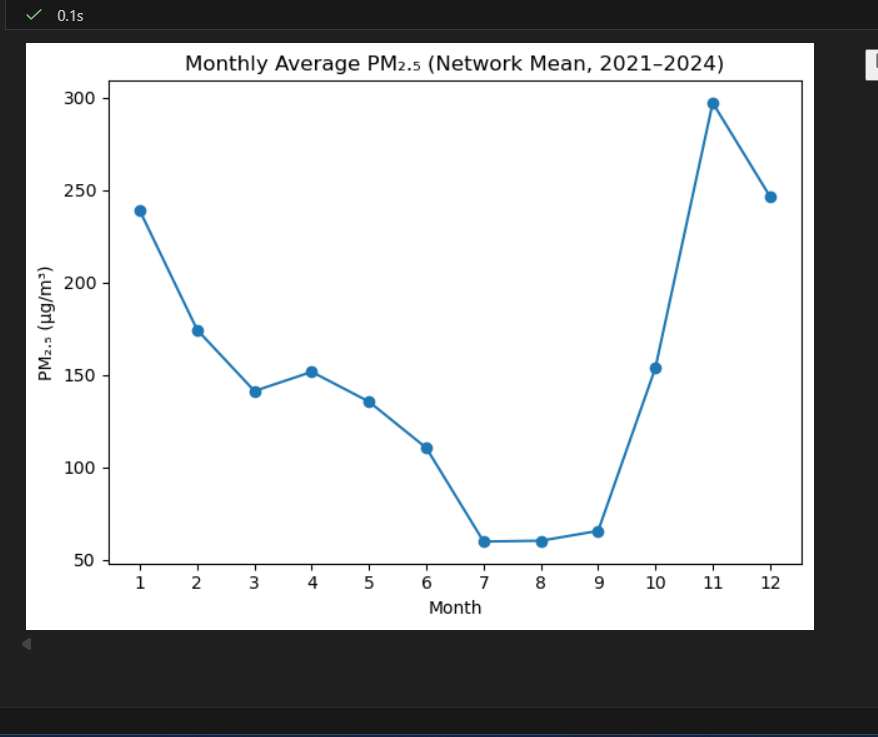 0.1s
Monthly Average PM₂.₅ (Network Mean, 2021–2024)
300
250
200
150
100
50
PM₂.₅ (µg/m³)
1 2 3 4 5 6 7 8 9 10 11 12
Month